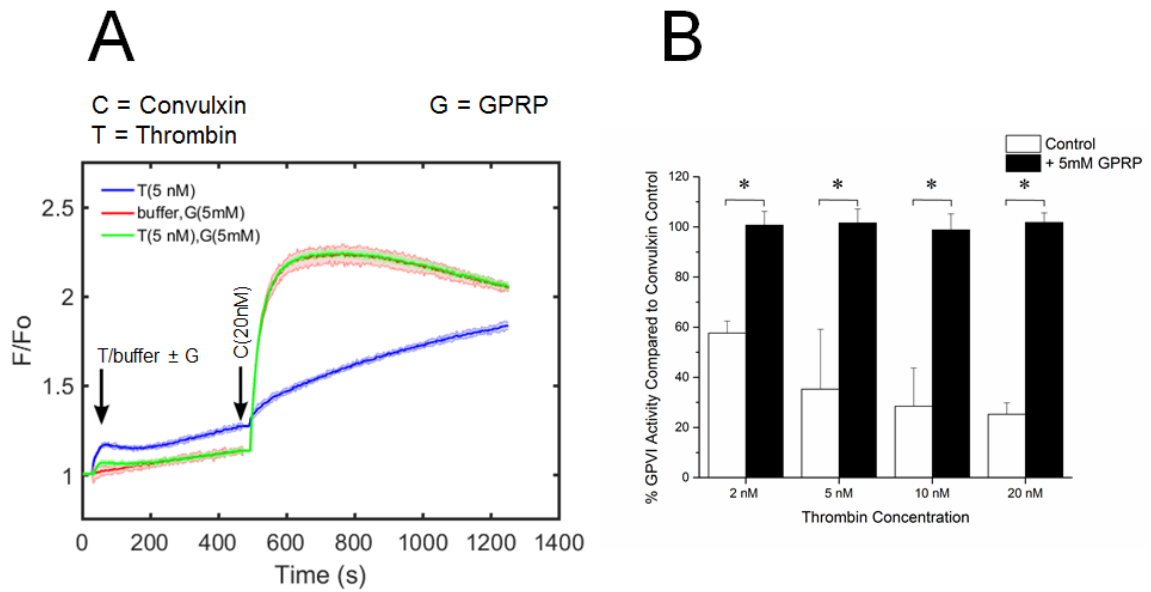 A
B
C = Convulxin
G = GPRP
T = Thrombin
T(5 nM)
buffer,G(5mM)
T(5 nM),G(5mM)
T/buffer ± G
C(20nM)
F/Fo
2.5
2
1.5
1
0
200
400
600
800
1000
1200
1400
Time (s)
Control
+ 5mM GPRP
% GPVI Activity Compared to Convulxin Control
120
100
80
60
40
20
0
*
*
*
*
2 nM
5 nM
10 nM
20 nM
Thrombin Concentration